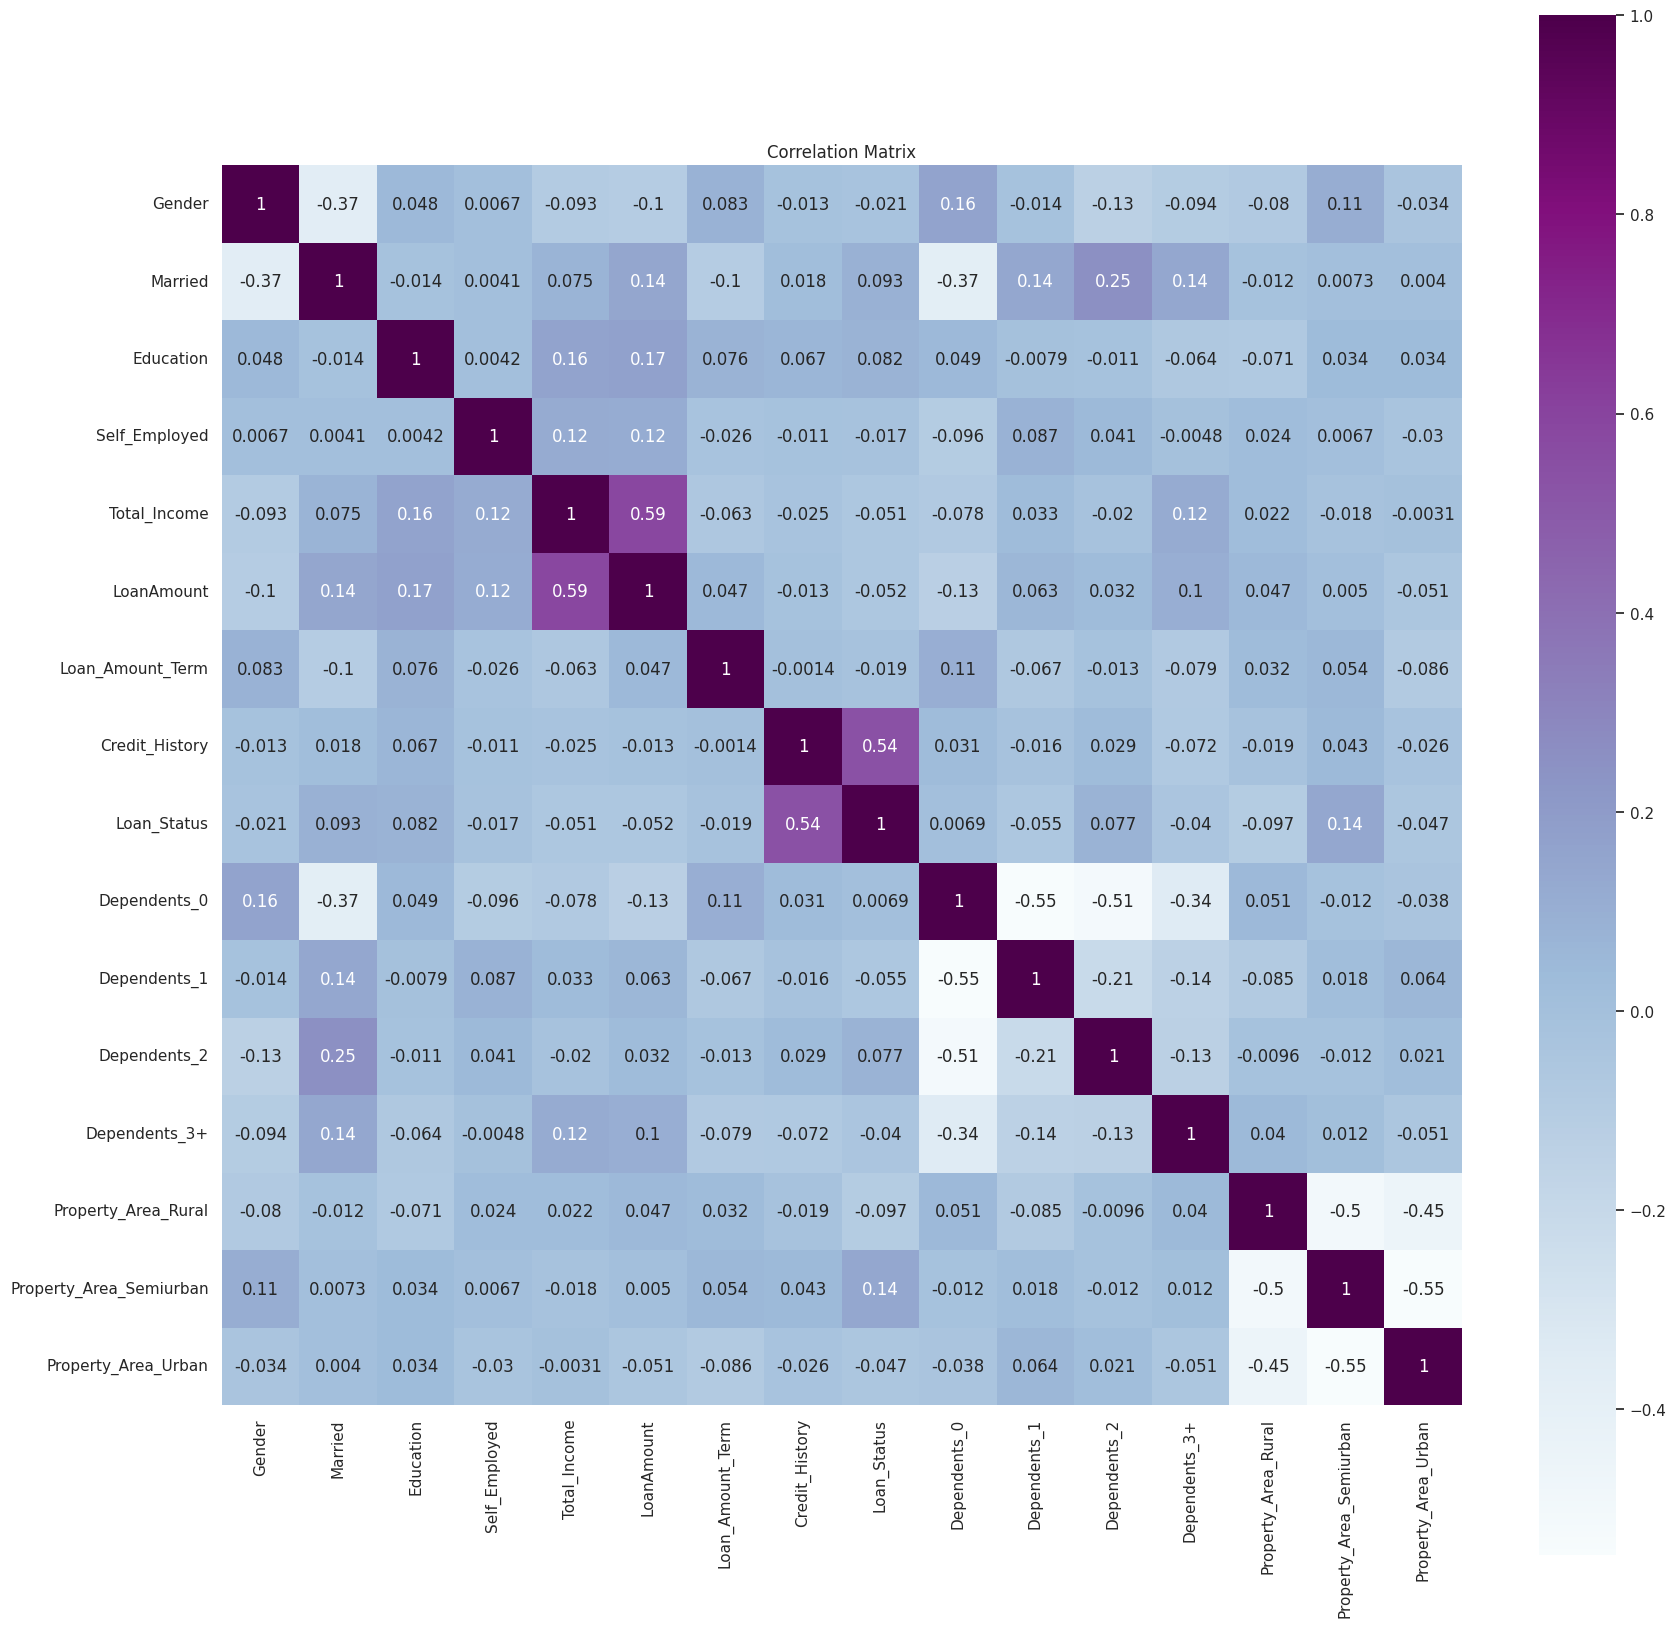 Correlation Matrix
Gender 1 -0.37 0.048 0.0067 -0.093 -0.1 0.083 -0.013 -0.021 0.16 -0.014 -0.13 -0.094 -0.08 0.11 -0.034
Married -0.37 1 -0.014 0.0041 0.075 0.14 -0.1 0.018 0.093 -0.37 0.14 0.25 0.14 -0.012 0.0073 0.004
Education 0.048 -0.014 1 0.0042 0.16 0.17 0.076 0.067 0.082 0.049 -0.0079 -0.011 -0.064 -0.071 0.034 0.034
Self_Employed 0.0067 0.0041 0.0042 1 0.12 0.12 -0.026 -0.011 -0.017 -0.096 0.087 0.041 -0.0048 0.024 0.0067 -0.03
Total_Income -0.093 0.075 0.16 0.12 1 0.59 -0.063 -0.025 -0.051 -0.078 0.033 -0.02 0.12 0.022 -0.018 -0.0031
LoanAmount -0.1 0.14 0.17 0.12 0.59 1 0.047 -0.013 -0.052 -0.13 0.063 0.032 0.1 0.047 0.005 -0.051
Loan_Amount_Term 0.083 -0.1 0.076 -0.026 -0.063 0.047 1 -0.0014 -0.019 0.11 -0.067 -0.013 -0.079 0.032 0.054 -0.086
Credit_History -0.013 0.018 0.067 -0.011 -0.025 -0.013 -0.0014 1 0.54 0.031 -0.016 0.029 -0.072 -0.019 0.043 -0.026
Loan_Status -0.021 0.093 0.082 -0.017 -0.051 -0.052 -0.019 0.54 1 0.0069 -0.055 0.077 -0.04 -0.097 0.14 -0.047
Dependents_0 0.16 -0.37 0.049 -0.096 -0.078 -0.13 0.11 0.031 0.0069 1 -0.55 -0.51 -0.34 0.051 -0.012 -0.038
Dependents_1 -0.014 0.14 -0.0079 0.087 0.033 0.063 -0.067 -0.016 -0.055 -0.55 1 -0.21 -0.14 -0.085 0.018 0.064
Dependents_2 -0.13 0.25 -0.011 0.041 -0.02 0.032 -0.013 0.029 0.077 -0.51 -0.21 1 -0.13 -0.0096 -0.012 0.021
Dependents_3+ -0.094 0.14 -0.064 -0.0048 0.12 0.1 -0.079 -0.072 -0.04 -0.34 -0.14 -0.13 1 0.04 0.012 -0.051
Property_Area_Rural -0.08 -0.012 -0.071 0.024 0.022 0.047 0.032 -0.019 -0.097 0.051 -0.085 -0.0096 0.04 1 -0.5 -0.45
Property_Area_Semiurban 0.11 0.0073 0.034 0.0067 -0.018 0.005 0.054 0.043 0.14 -0.012 0.018 -0.012 0.012 -0.5 1 -0.55
Property_Area_Urban -0.034 0.004 0.034 -0.03 -0.0031 -0.051 -0.086 -0.026 -0.047 -0.038 0.064 0.021 -0.051 -0.45 -0.55 1
Gender
Married
Education
Self_Employed
Total_Income
LoanAmount
Loan_Amount_Term
Credit_History
Loan_Status
Dependents_0
Dependents_1
Dependents_2
Dependents_3+
Property_Area_Rural
Property_Area_Semiurban
Property_Area_Urban
1.0
0.8
0.6
0.4
0.2
0.0
−0.2
−0.4